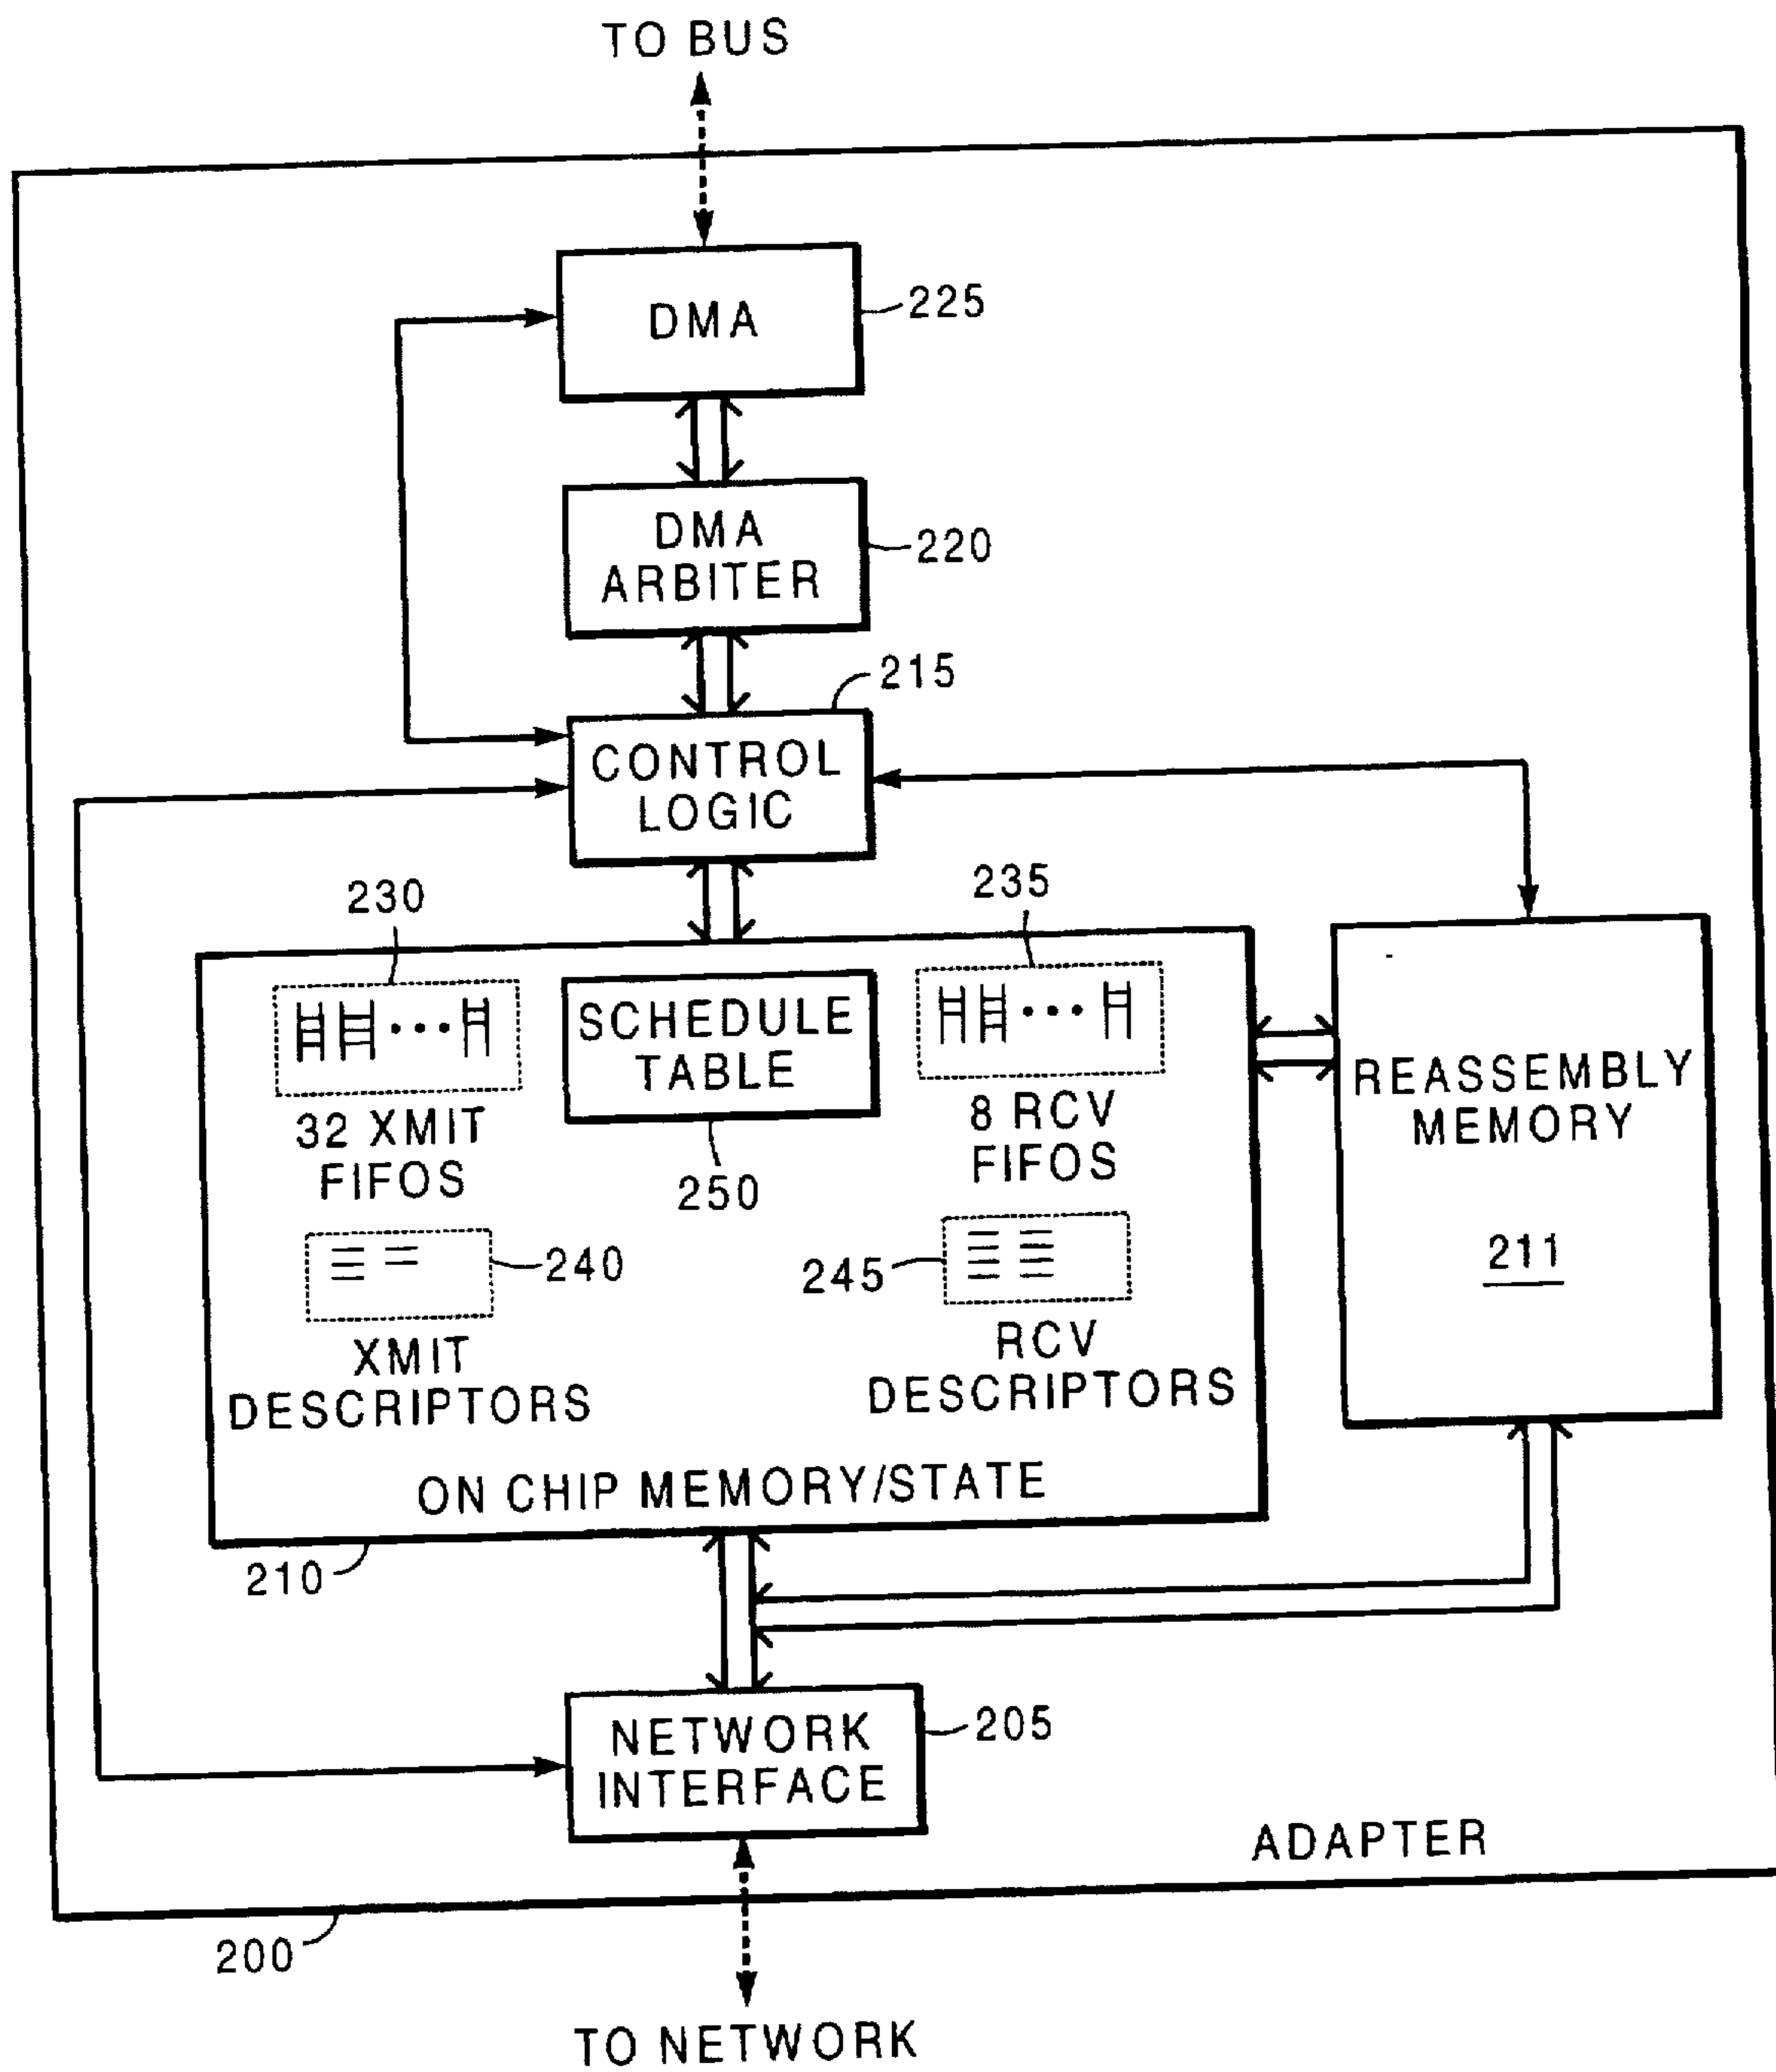 TO BUS
DMA
225
DMA
ARBITER
220
215
CONTROL
LOGIC
230
235
SCHEDULE
TABLE
32 XMIT
FIFOS
250
8 RCV
FIFOS
REASSEMBLY
MEMORY
211
240
245
XMIT
DESCRIPTORS
RCV
DESCRIPTORS
ON CHIP MEMORY/STATE
210
NETWORK
INTERFACE
205
ADAPTER
200
TO NETWORK